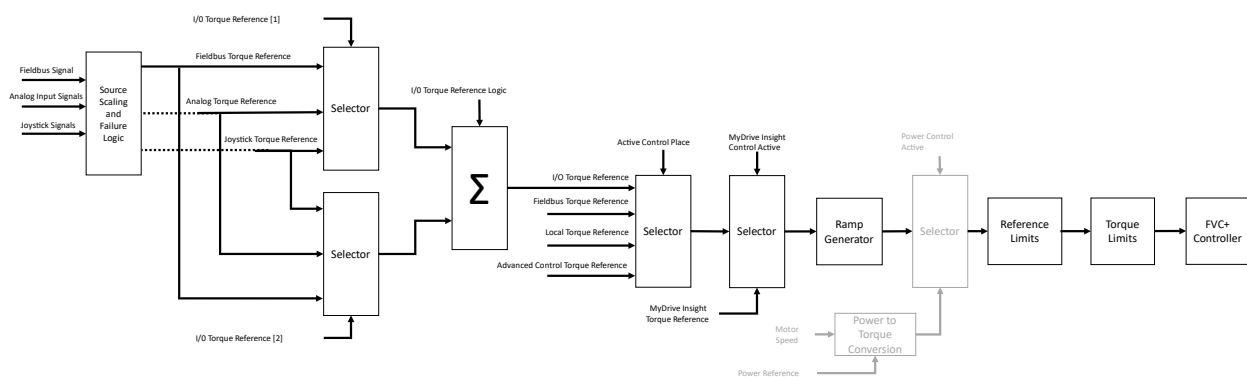 I/0 Torque Reference [1]
Fieldbus Torque Reference
Fieldbus Signal
Analog Input Signals
Joystick Signals
Source
Scaling
and
Failure
Logic
Analog Torque Reference
Joystick Torque Reference
Selector
Selector
I/0 Torque Reference [2]
I/0 Torque Reference Logic
Σ
Active Control Place
I/O Torque Reference
Fieldbus Torque Reference
Local Torque Reference
Advanced Control Torque Reference
Selector
MyDrive Insight
Control Active
Selector
MyDrive Insight
Torque Reference
Ramp
Generator
Power Control
Active
Selector
Motor
Speed
Power to
Torque
Conversion
Power Reference
Reference
Limits
Torque
Limits
FVC+
Controller